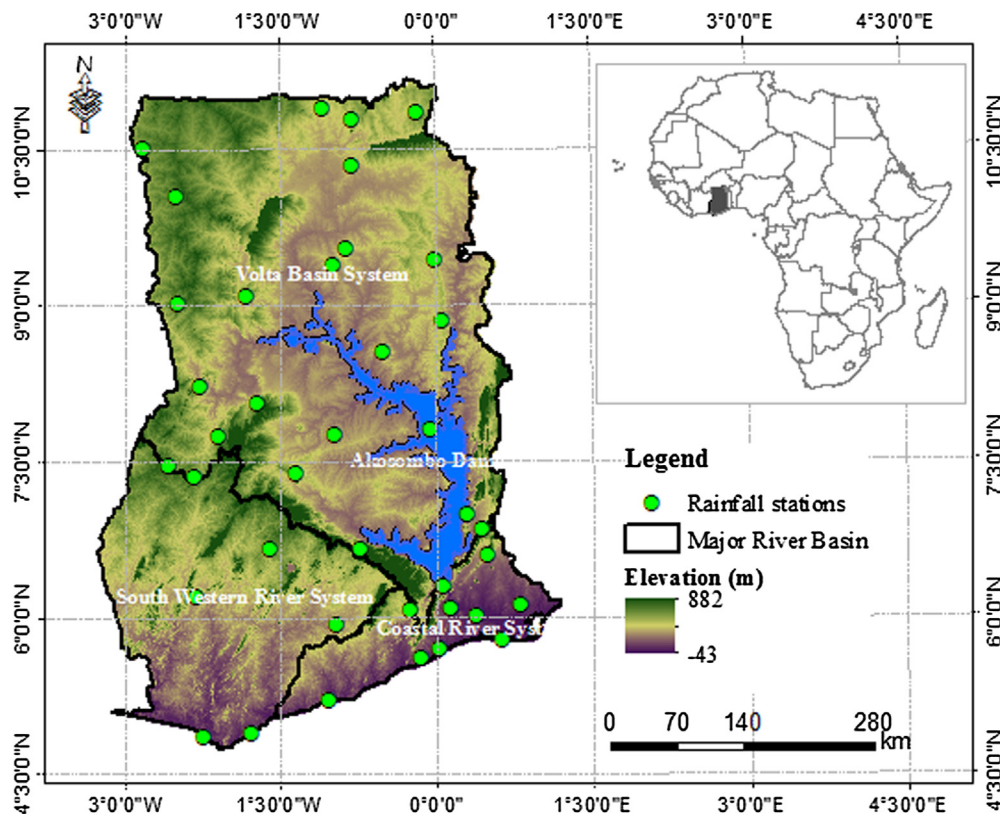 3°0'0"W 1°30'0"W 0°0'0" 1°30'0"E 3°0'0"E 4°30'0"E
N
10°30'0"N
9°0'0"N
7°30'0"N
6°0'0"N
4°30'0"N
10°30'0"N
9°0'0"N
7°30'0"N
6°0'0"N
4°30'0"N
Volta Basin System
Akosombo Dam
South Western River System
Coastal River Syst
Legend
Rainfall stations
Major River Basin
Elevation (m)
882
-43
0 70 140 280
km
3°0'0"W 1°30'0"W 0°0'0" 1°30'0"E 3°0'0"E 4°30'0"E